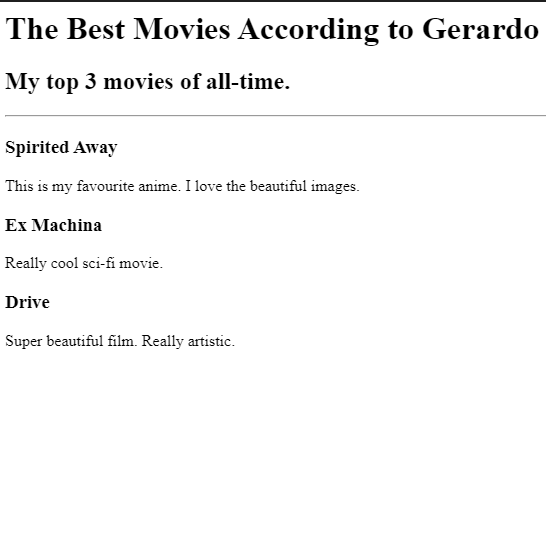 The Best Movies According to Gerardo
My top 3 movies of all-time.
Spirited Away
This is my favourite anime. I love the beautiful images.
Ex Machina
Really cool sci-fi movie.
Drive
Super beautiful film. Really artistic.